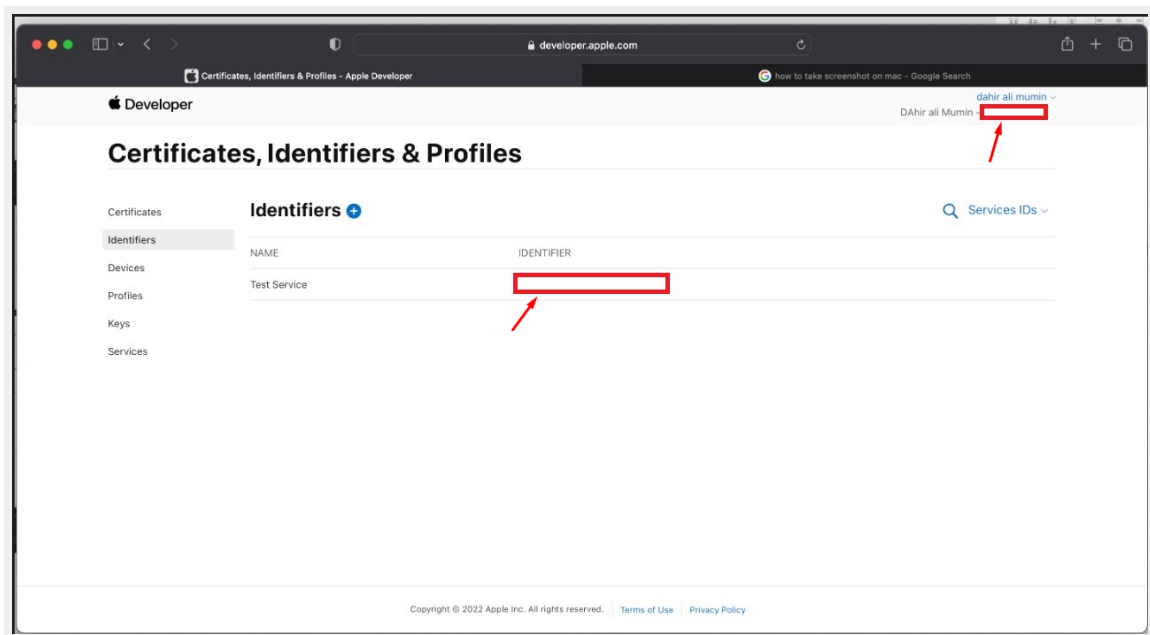 developer.apple.com
Certificates, Identifiers & Profiles - Apple Developer
how to take screenshot on mac - Google Search
Developer
dahir ali mumin
DAhir ali Mumin -
Certificates, Identifiers & Profiles
Certificates
Identifiers
Devices
Profiles
Keys
Services
Identifiers
Services IDs
NAME IDENTIFIER
Test Service
Copyright © 2022 Apple Inc. All rights reserved. Terms of Use Privacy Policy